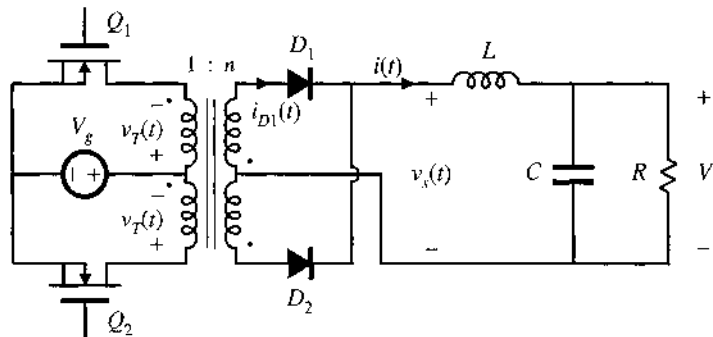 Q1
1 : n
D1
i(t)
L
−
vT(t)
+
iD1(t)
+
+
Vg
− +
−
vT(t)
+
vs(t)
C
R
V
−
−
D2
Q2